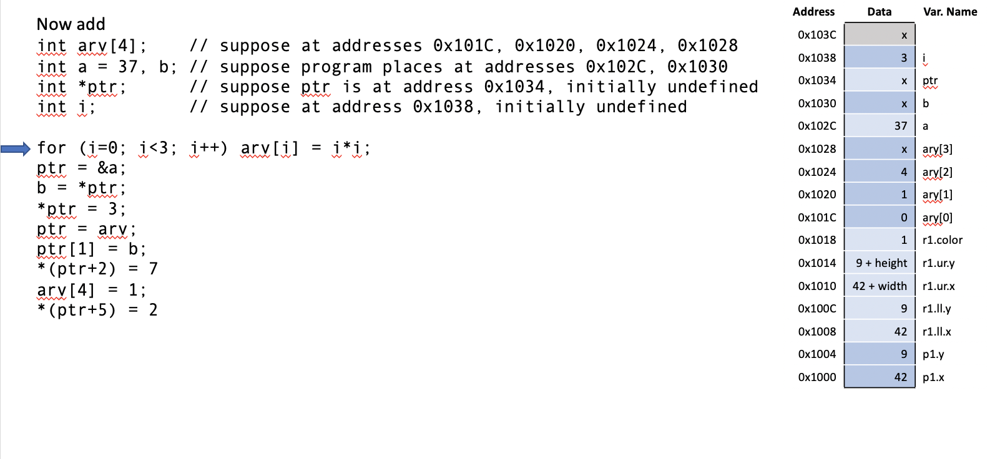 Now add
int arv[4];    // suppose at addresses 0x101C, 0x1020, 0x1024, 0x1028
int a = 37, b; // suppose program places at addresses 0x102C, 0x1030
int *ptr;      // suppose ptr is at address 0x1034, initially undefined
int i;         // suppose at address 0x1038, initially undefined
for (i=0; i<3; i++) arv[i] = i*i;
ptr = &a;
b = *ptr;
*ptr = 3;
ptr = arv;
ptr[1] = b;
*(ptr+2) = 7
arv[4] = 1;
*(ptr+5) = 2
Address Data Var. Name
0x103C x
0x1038 3 i
0x1034 x ptr
0x1030 x b
0x102C 37 a
0x1028 x ary[3]
0x1024 4 ary[2]
0x1020 1 ary[1]
0x101C 0 ary[0]
0x1018 1 r1.color
0x1014 9 + height r1.ur.y
0x1010 42 + width r1.ur.x
0x100C 9 r1.ll.y
0x1008 42 r1.ll.x
0x1004 9 p1.y
0x1000 42 p1.x